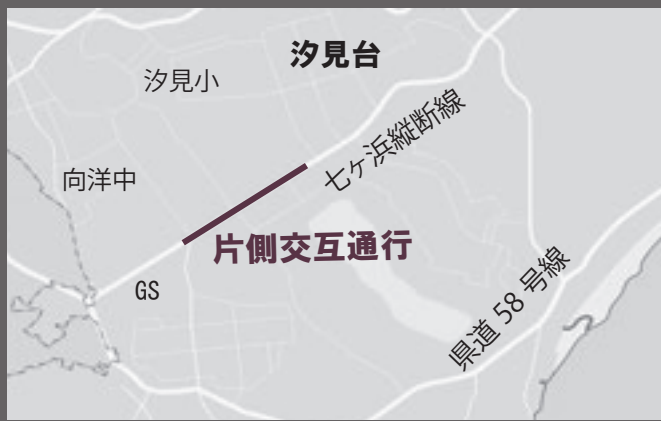 汐見台
汐見小
七ヶ浜縦断線
向洋中
片側交互通行
GS
県道 58 号線